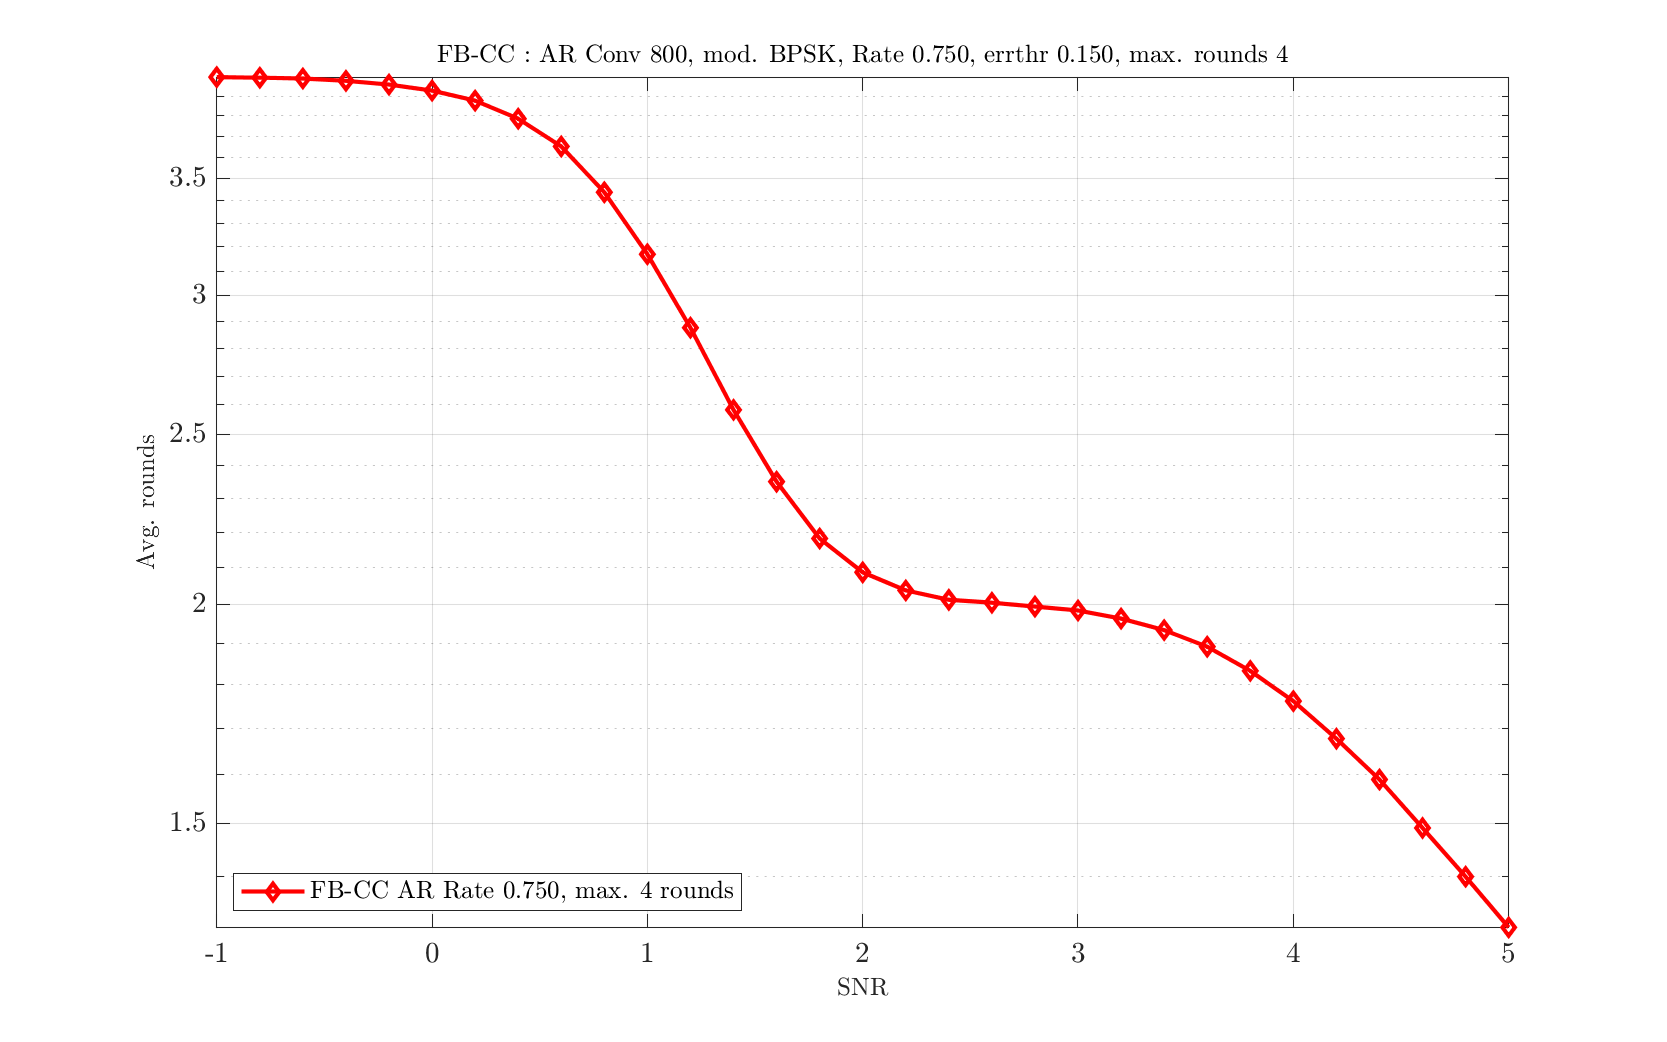 FB-CC : AR Conv 800, mod. BPSK, Rate 0.750, errthr 0.150, max. rounds 4
3.5
3
2.5
2
1.5
Avg. rounds
FB-CC AR Rate 0.750, max. 4 rounds
-1 0 1 2 3 4 5
SNR